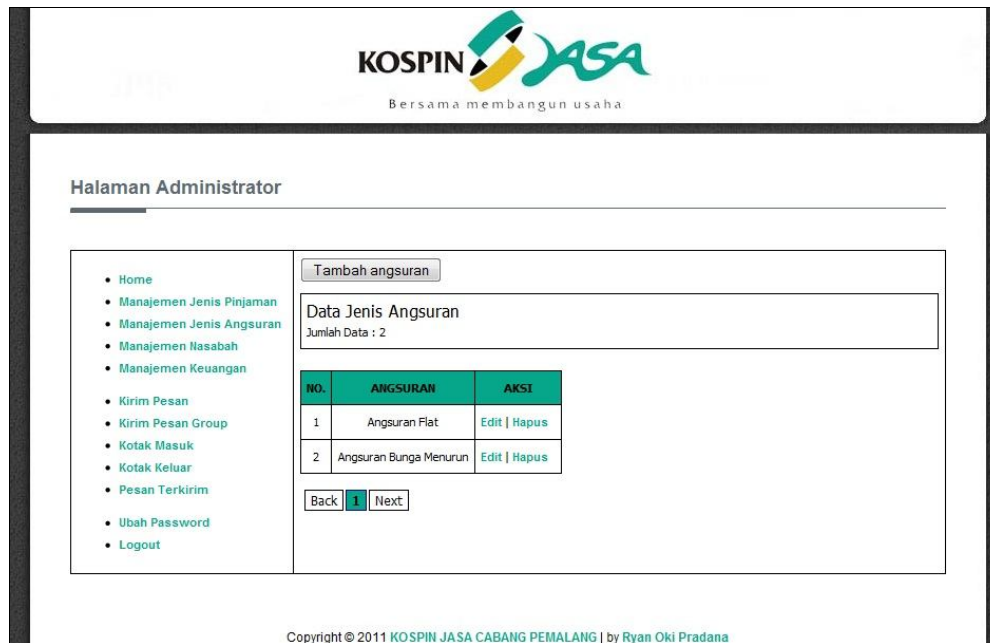 KOSPIN JASA
Bersama membangun usaha
Halaman Administrator
Home
Manajemen Jenis Pinjaman
Manajemen Jenis Angsuran
Manajemen Nasabah
Manajemen Keuangan
Kirim Pesan
Kirim Pesan Group
Kotak Masuk
Kotak Keluar
Pesan Terkirim
Ubah Password
Logout
Tambah angsuran
Data Jenis Angsuran
Jumlah Data : 2
NO. ANGSURAN AKSI
1 Angsuran Flat Edit | Hapus
2 Angsuran Bunga Menurun Edit | Hapus
Back 1 Next
Copyright © 2011 KOSPIN JASA CABANG PEMALANG | by Ryan Oki Pradana